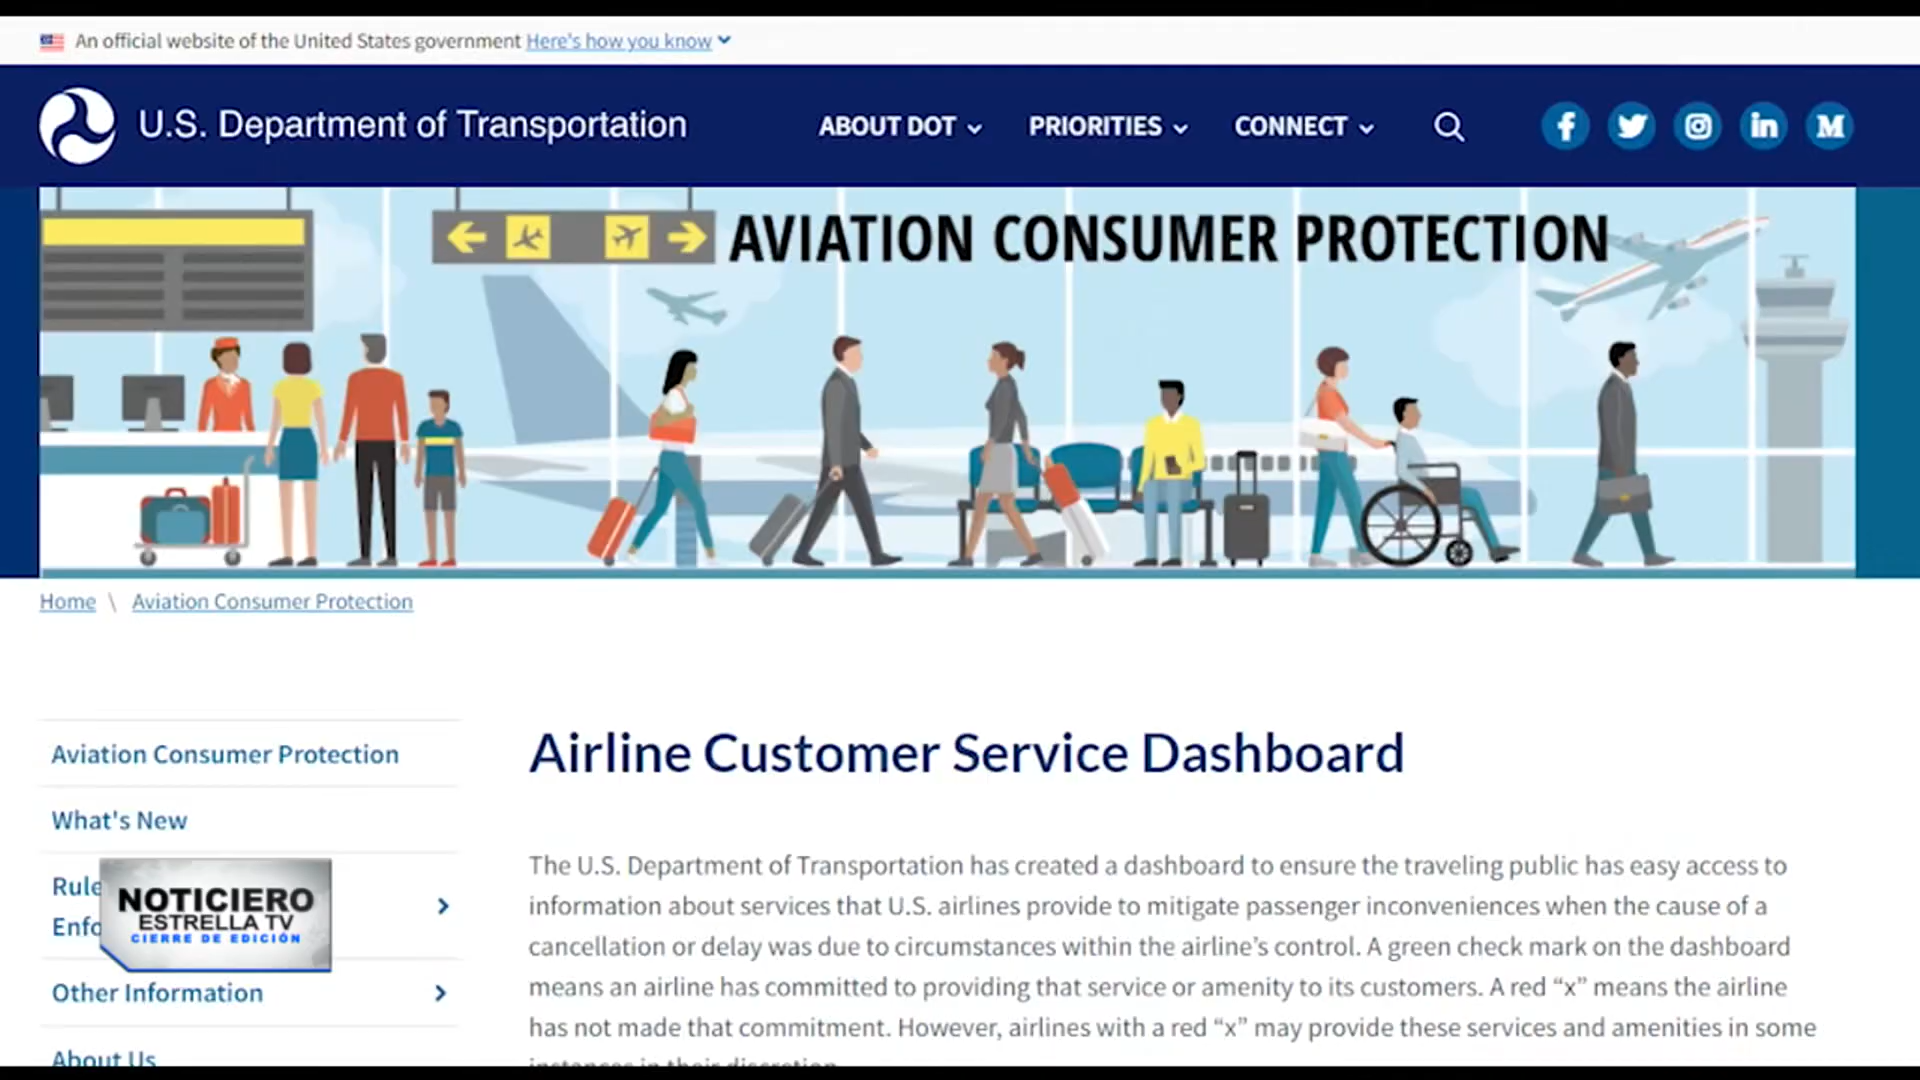 An official website of the United States government Here's how you know
U.S. Department of Transportation
ABOUT DOT
PRIORITIES
CONNECT
AVIATION CONSUMER PROTECTION
Home \ Aviation Consumer Protection
Aviation Consumer Protection
What's New
Rule
Enfo
Other Information
About Us
NOTICIERO
ESTRELLA TV
CIERRE DE EDICIÓN
Airline Customer Service Dashboard
The U.S. Department of Transportation has created a dashboard to ensure the traveling public has easy access to
information about services that U.S. airlines provide to mitigate passenger inconveniences when the cause of a
cancellation or delay was due to circumstances within the airline’s control. A green check mark on the dashboard
means an airline has committed to providing that service or amenity to its customers. A red “x” means the airline
has not made that commitment. However, airlines with a red “x” may provide these services and amenities in some
instances in their discretion